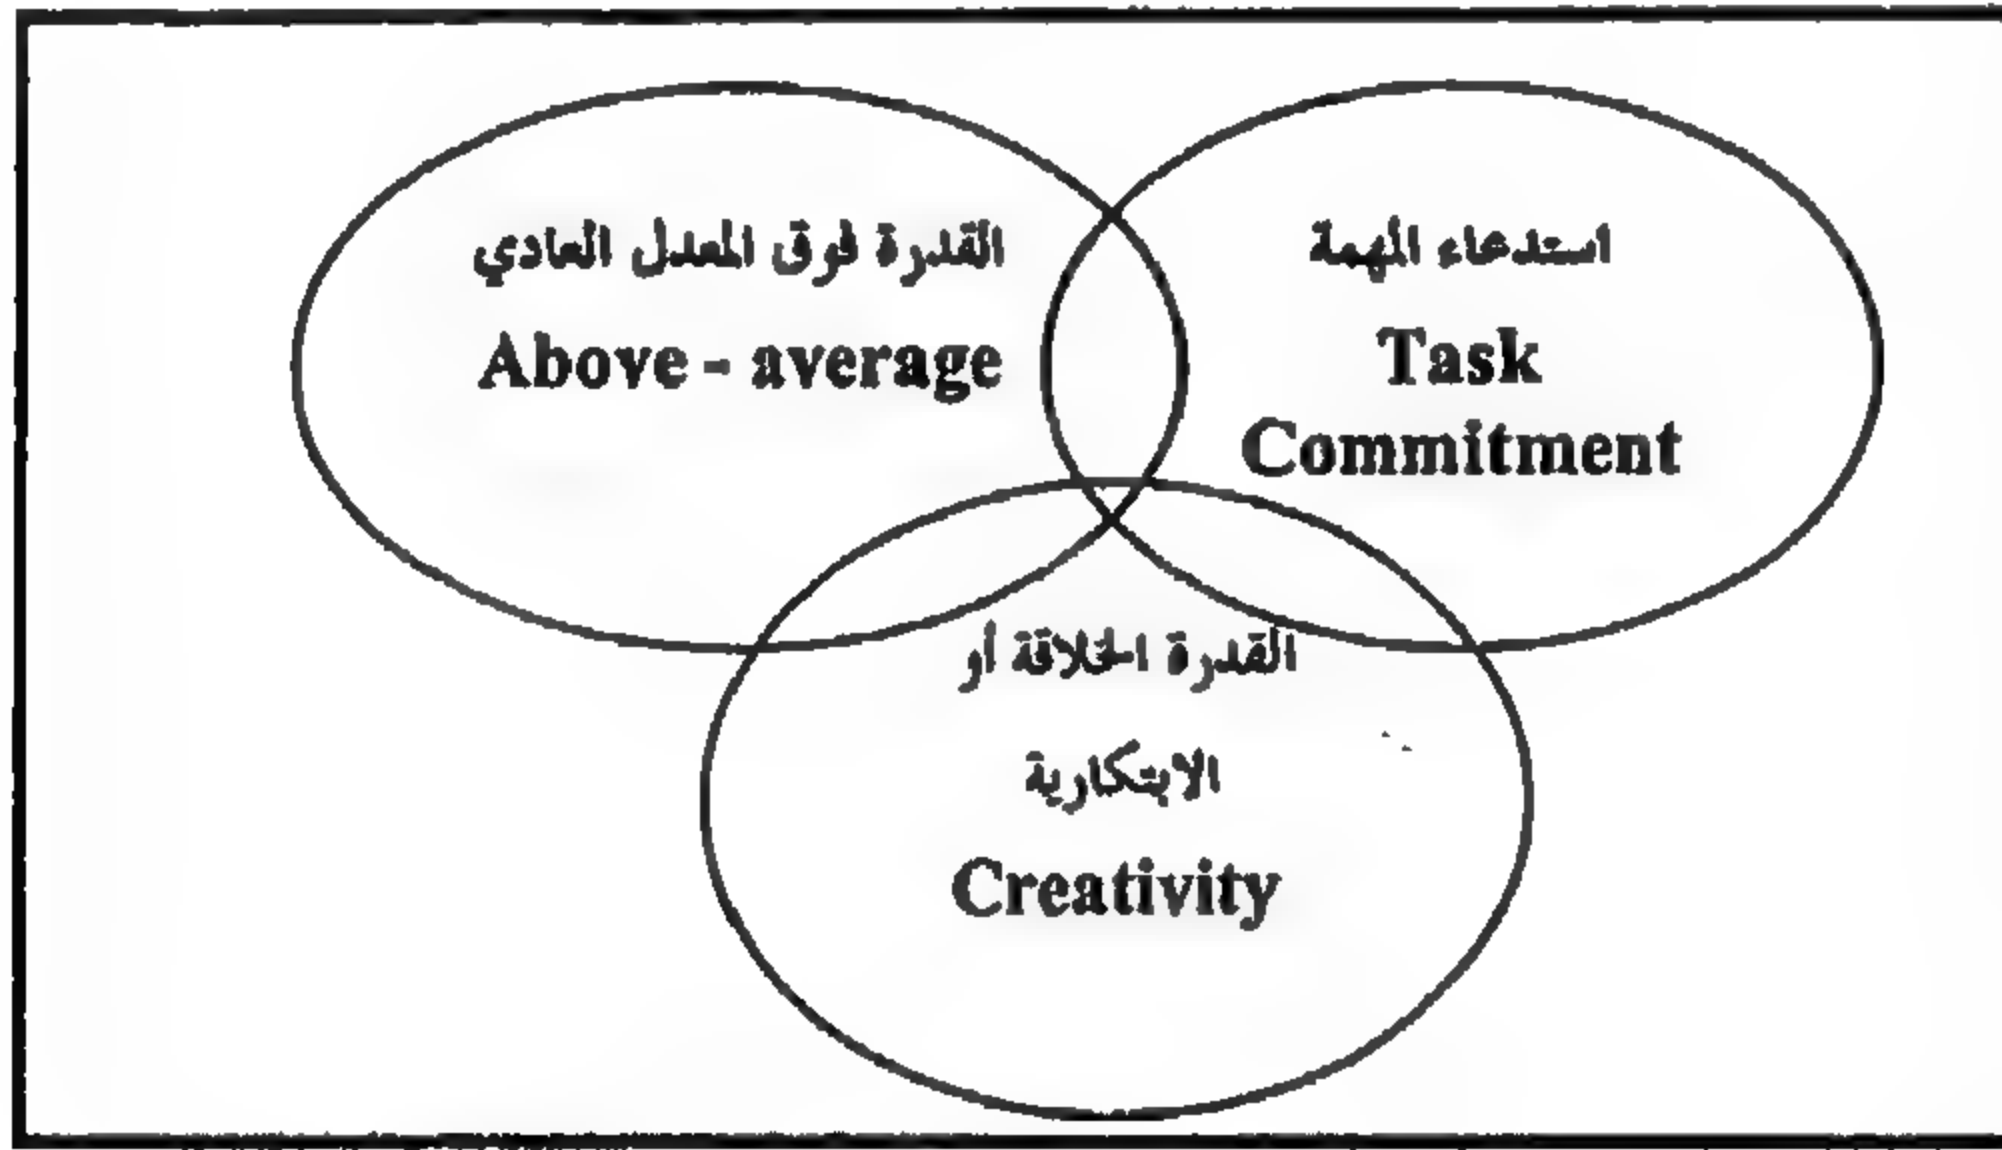 القدرة فوق المعدل العادي
Above - average
استدعاء المهمة
Task
Commitment
القدرة الخلاقة أو
الابتكارية
Creativity